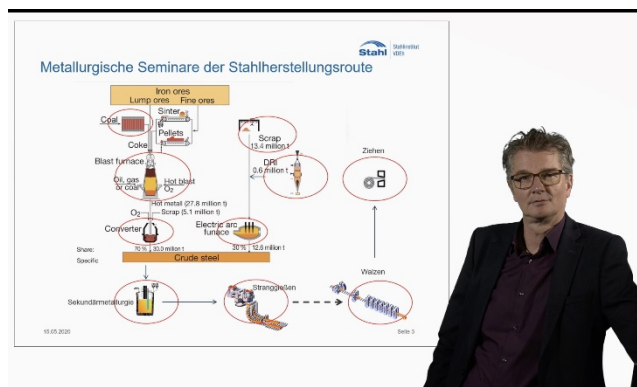 Stahl
Stahlinstitut
VDEh
Metallurgische Seminare der Stahlherstellungsroute
Iron ores
Lump ores Fine ores
Coal
Sinter
Pellets
Coke
Blast furnace
Oil, gas
or coal
Hot blast
O₂
Hot metal (27.8 million t)
O₂
Scrap (5.1 million t)
Converter
Scrap
13.4 million t
DRI
0.6 million t
Electric arc
furnace
Share:
70 % 30.0 million t
30 % 12.6 million t
Specific
Crude steel
Ziehen
Sekundärmetallurgie
Stranggießen
Walzen
15.05.2020
Seite 3